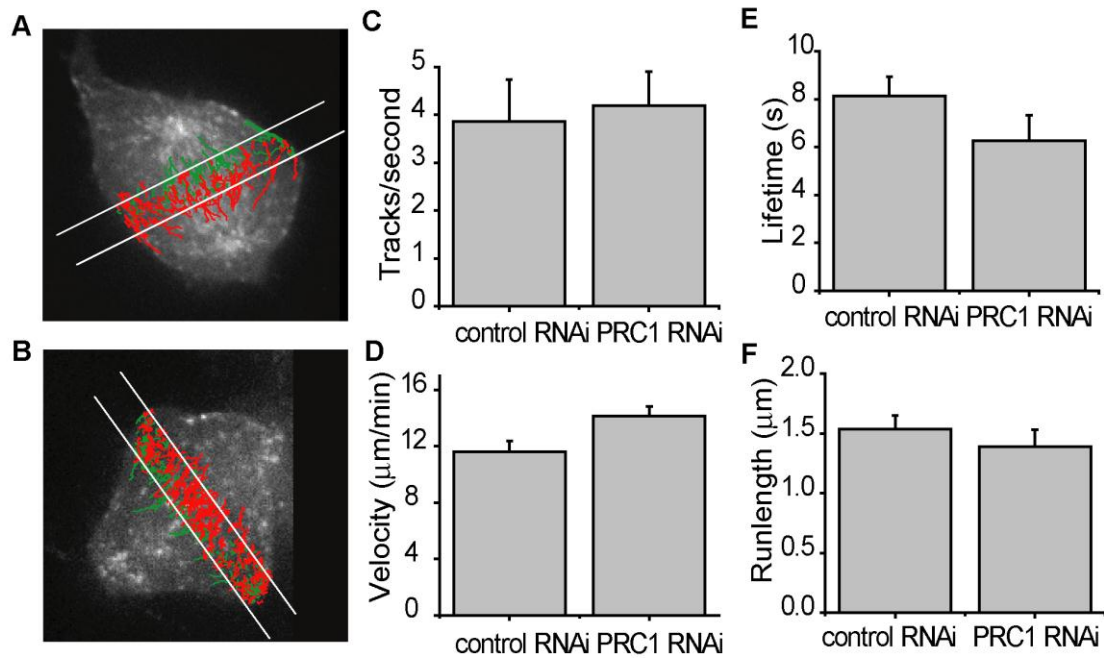 A
B
C
5
4
3
2
1
0
Tracks/second
control RNAi PRC1 RNAi
D
16
12
8
4
0
Velocity (μm/min)
control RNAi PRC1 RNAi
E
10
8
6
4
2
0
Lifetime (s)
control RNAi PRC1 RNAi
F
2.0
1.5
1.0
0.5
0.0
Runlength (μm)
control RNAi PRC1 RNAi